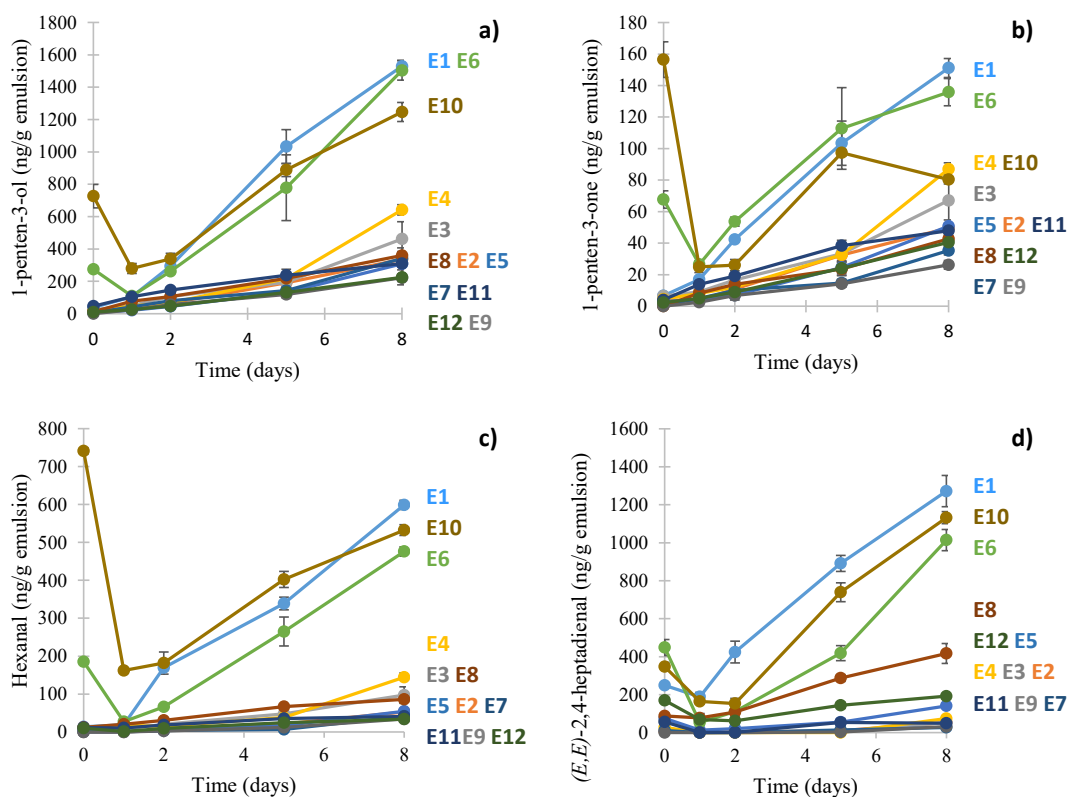 a)
1-penten-3-ol (ng/g emulsion)
1800
1600
1400
1200
1000
800
600
400
200
0
0 2 4 6 8
Time (days)
E1 E6
E10
E4
E3
E8 E2 E5
E7 E11
E12 E9
b)
1-penten-3-one (ng/g emulsion)
180
160
140
120
100
80
60
40
20
0
0 2 4 6 8
Time (days)
E1
E6
E4 E10
E3
E5 E2 E11
E8 E12
E7 E9
c)
Hexanal (ng/g emulsion)
800
700
600
500
400
300
200
100
0
0 2 4 6 8
Time (days)
E1
E10
E6
E4
E3 E8
E5 E2 E7
E11E9 E12
d)
(E,E)-2,4-heptadienal (ng/g emulsion)
1600
1400
1200
1000
800
600
400
200
0
0 2 4 6 8
Time (days)
E1
E10
E6
E8
E12 E5
E4 E3 E2
E11 E9 E7